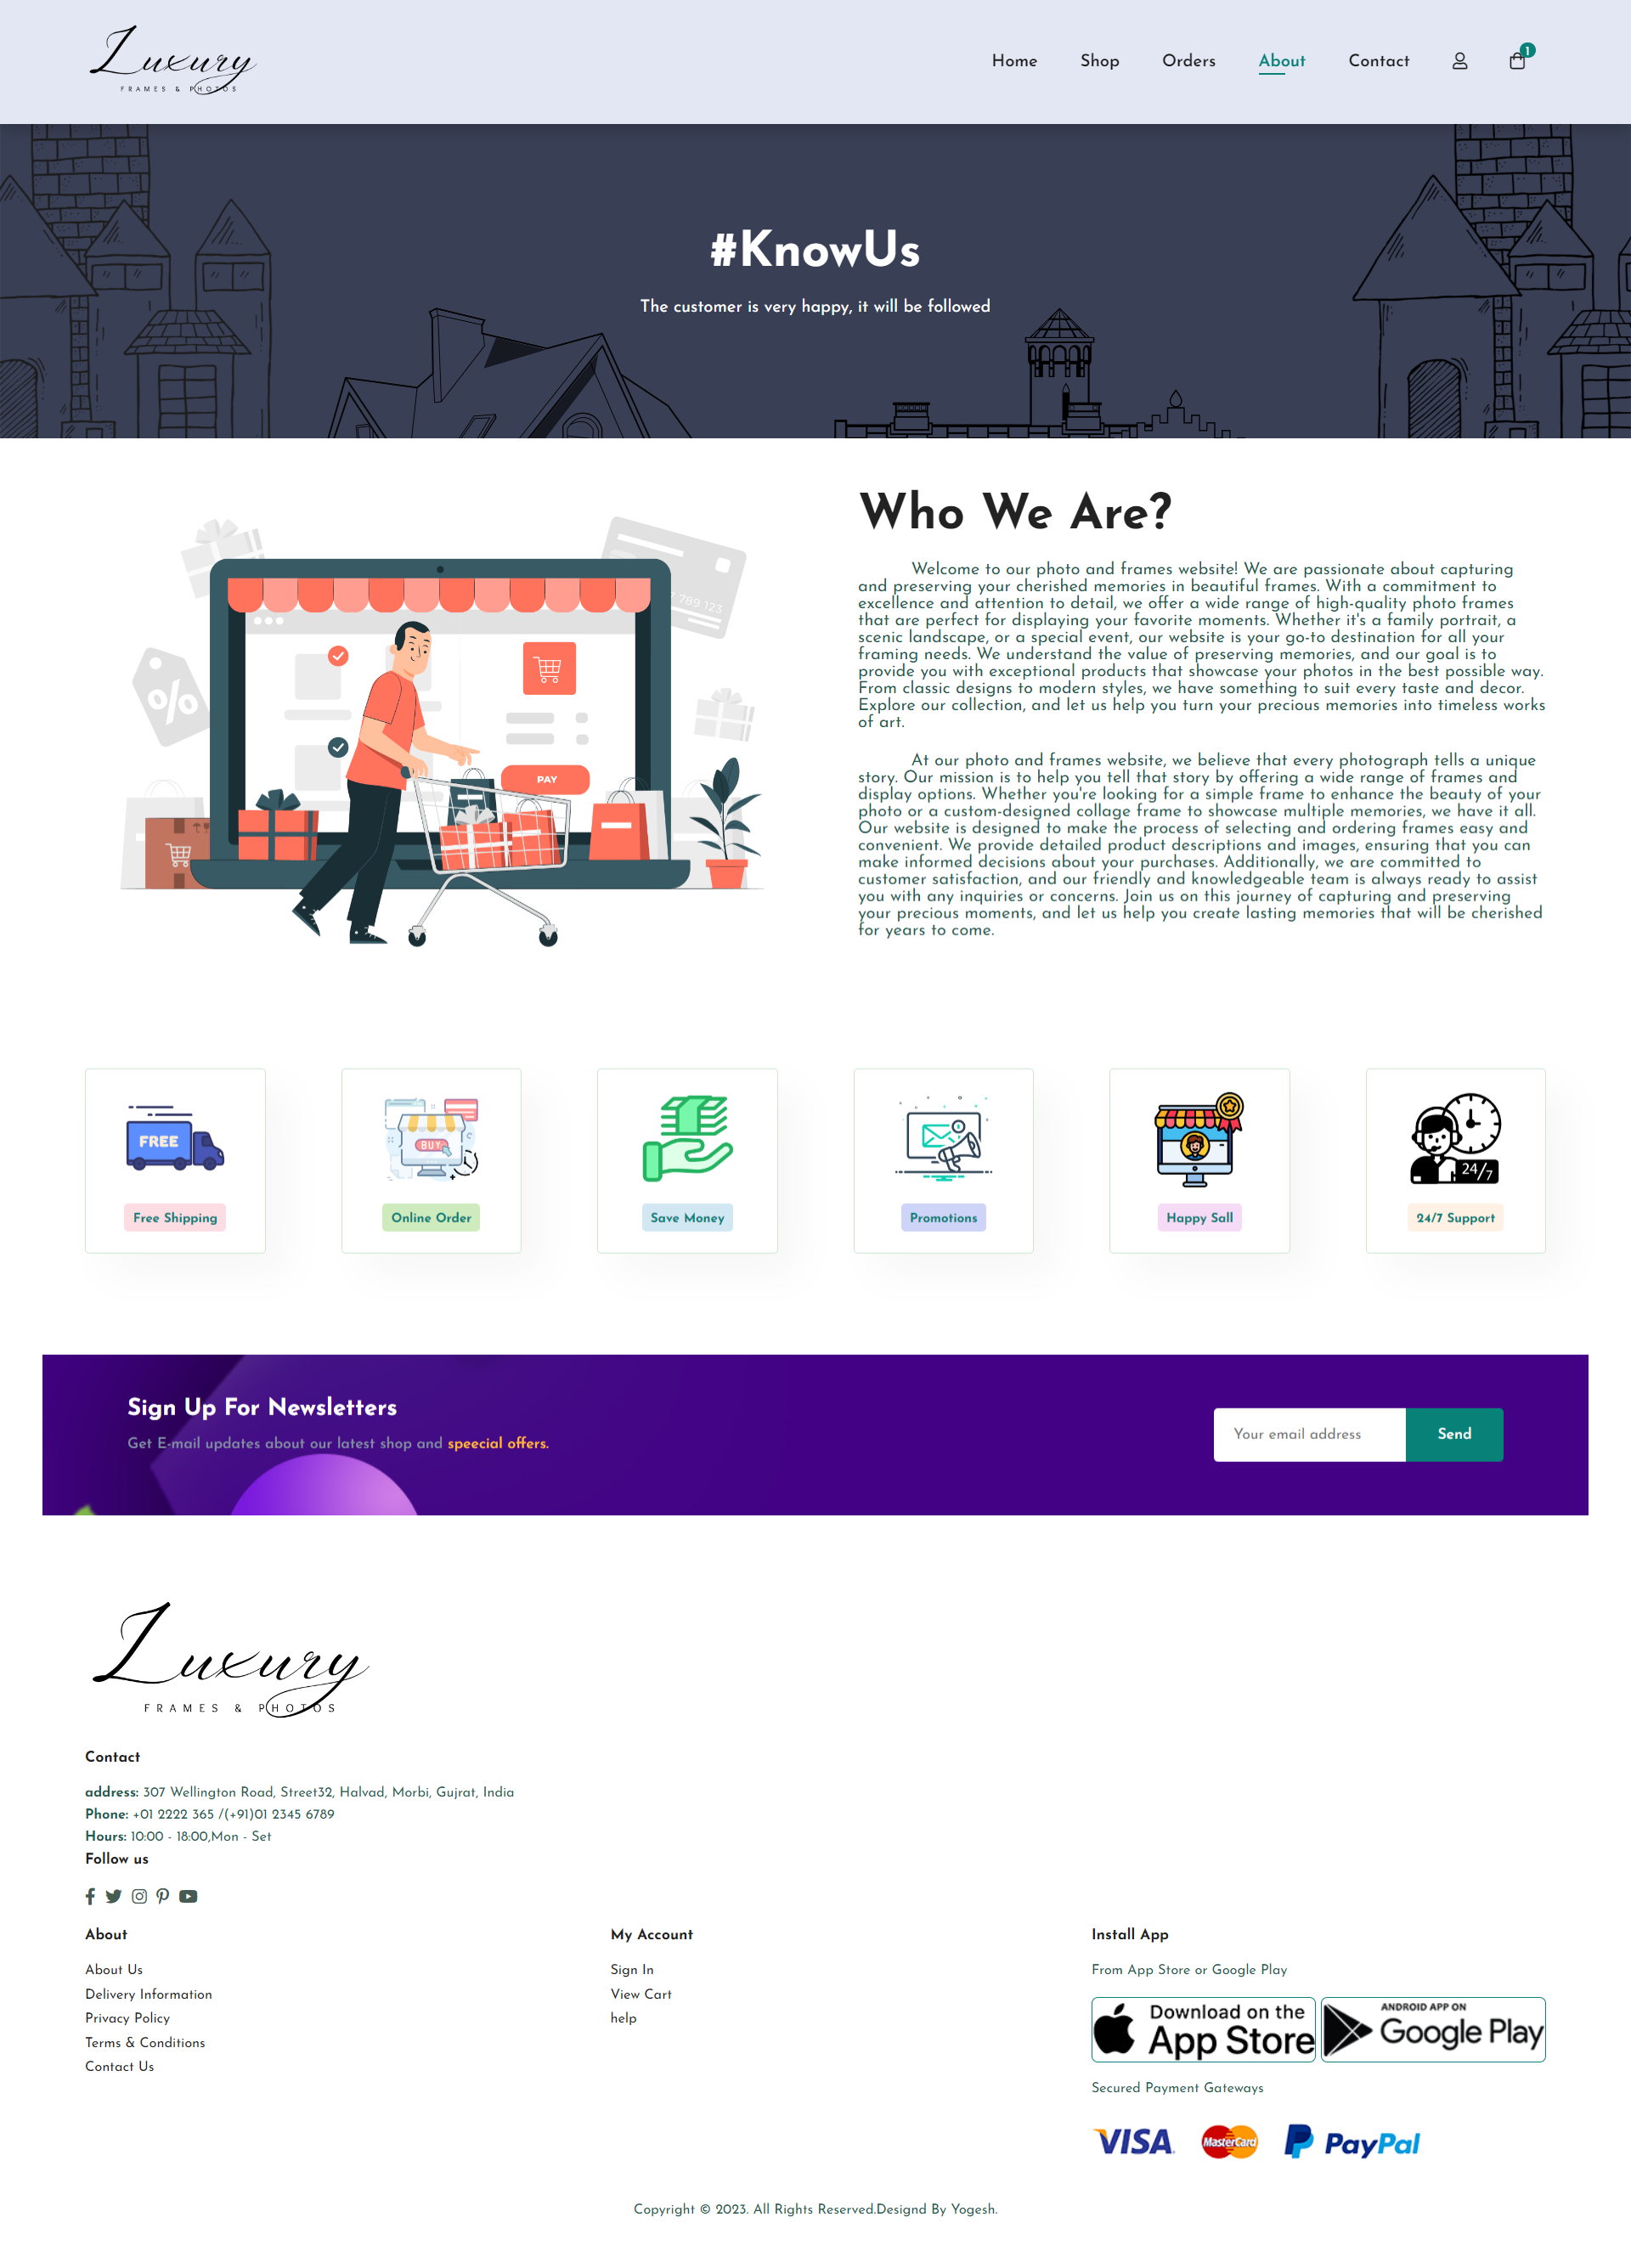 Luxury
FRAMES & PHOTOS
Home Shop Orders About Contact 1
#KnowUs
The customer is very happy, it will be followed
Who We Are?
Welcome to our photo and frames website! We are passionate about capturing
and preserving your cherished memories in beautiful frames. With a commitment to
excellence and attention to detail, we offer a wide range of high-quality photo frames
that are perfect for displaying your favorite moments. Whether it's a family portrait, a
scenic landscape, or a special event, our website is your go-to destination for all your
framing needs. We understand the value of preserving memories, and our goal is to
provide you with exceptional products that showcase your photos in the best possible way.
From classic designs to modern styles, we have something to suit every taste and decor.
Explore our collection, and let us help you turn your precious memories into timeless works
of art.
At our photo and frames website, we believe that every photograph tells a unique
story. Our mission is to help you tell that story by offering a wide range of frames and
display options. Whether you're looking for a simple frame to enhance the beauty of your
photo or a custom-designed collage frame to showcase multiple memories, we have it all.
Our website is designed to make the process of selecting and ordering frames easy and
convenient. We provide detailed product descriptions and images, ensuring that you can
make informed decisions about your purchases. Additionally, we are committed to
customer satisfaction, and our friendly and knowledgeable team is always ready to assist
you with any inquiries or concerns. Join us on this journey of capturing and preserving
your precious moments, and let us help you create lasting memories that will be cherished
for years to come.
789 123
%
PAY
FREE
BUY
24/7
Free Shipping
Online Order
Save Money
Promotions
Happy Sall
24/7 Support
Sign Up For Newsletters
Get E-mail updates about our latest shop and speecial offers.
Your email address
Send
Luxury
FRAMES & PHOTOS
Contact
address: 307 Wellington Road, Street32, Halvad, Morbi, Gujrat, India
Phone: +01 2222 365 /(+91)01 2345 6789
Hours: 10:00 - 18:00,Mon - Set
Follow us
About
About Us
Delivery Information
Privacy Policy
Terms & Conditions
Contact Us
My Account
Sign In
View Cart
help
Install App
From App Store or Google Play
Download on the
App Store
ANDROID APP ON
Google Play
Secured Payment Gateways
VISA MasterCard PayPal
Copyright © 2023. All Rights Reserved.Designd By Yogesh.